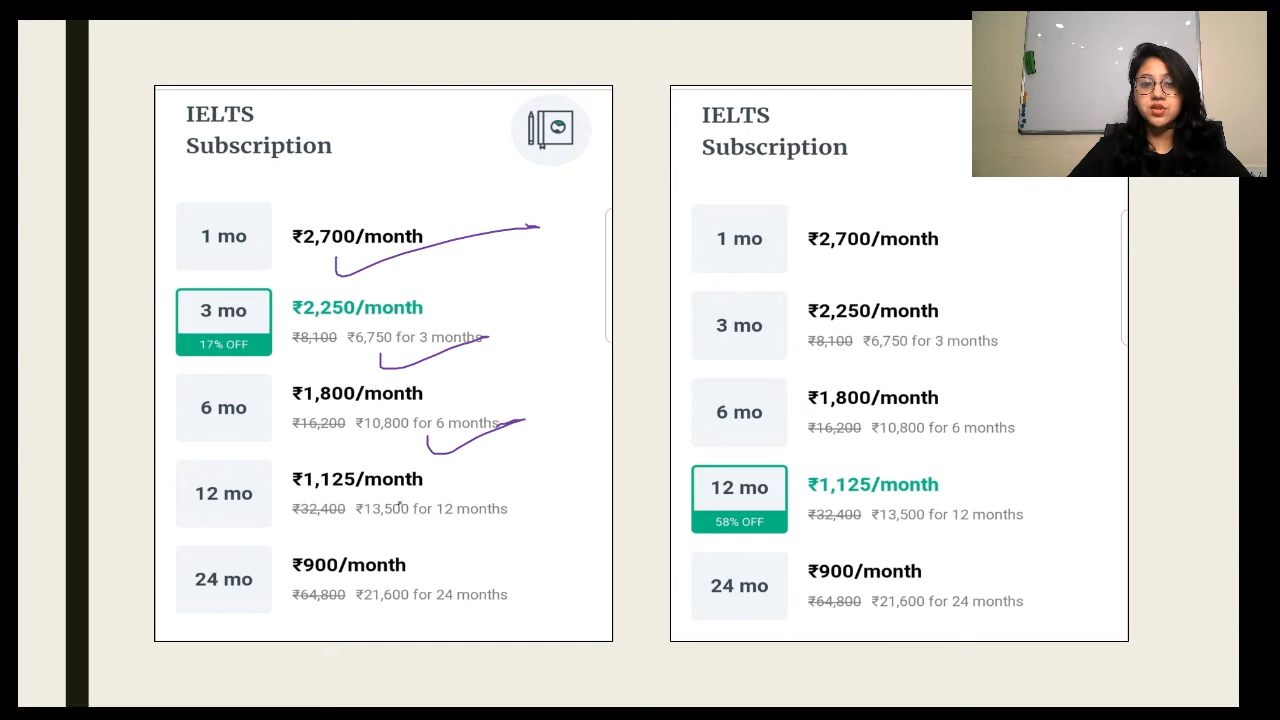 IELTS
Subscription
1 mo
₹2,700/month
3 mo
17% OFF
₹2,250/month
₹8,100 ₹6,750 for 3 months
6 mo
₹1,800/month
₹16,200 ₹10,800 for 6 months
12 mo
₹1,125/month
₹32,400 ₹13,500 for 12 months
24 mo
₹900/month
₹64,800 ₹21,600 for 24 months
IELTS
Subscription
1 mo
₹2,700/month
3 mo
₹2,250/month
₹8,100 ₹6,750 for 3 months
6 mo
₹1,800/month
₹16,200 ₹10,800 for 6 months
12 mo
58% OFF
₹1,125/month
₹32,400 ₹13,500 for 12 months
24 mo
₹900/month
₹64,800 ₹21,600 for 24 months